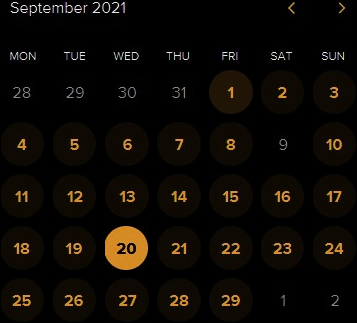 September 2021
MON TUE WED THU FRI SAT SUN
28 29 30 31 1 2 3
4 5 6 7 8 9 10
11 12 13 14 15 16 17
18 19 20 21 22 23 24
25 26 27 28 29 1 2